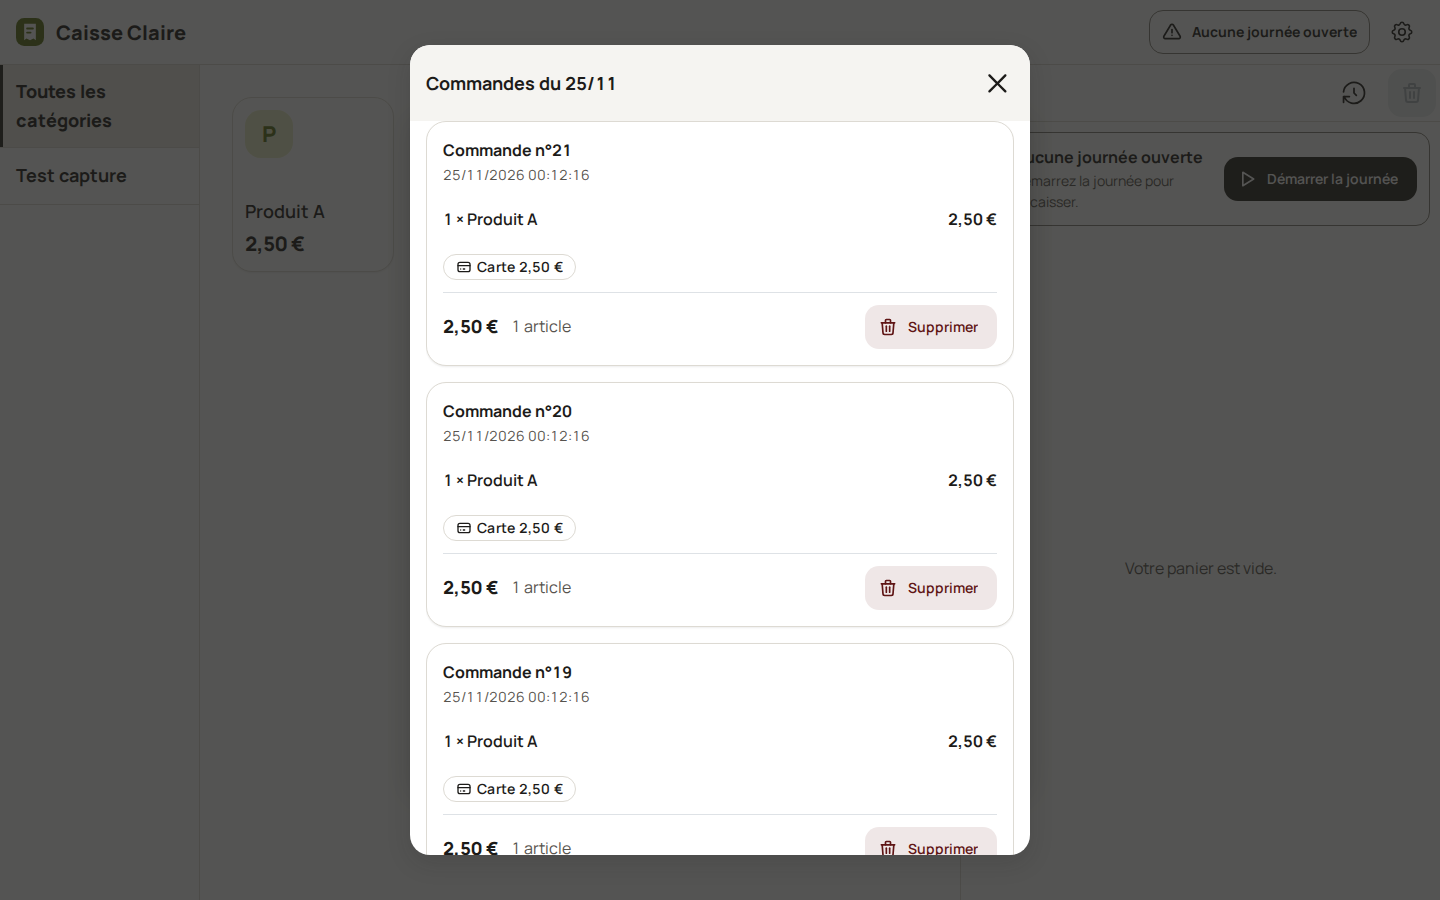 Caisse Claire
Aucune journée ouverte
Toutes les
catégories
Test capture
P
Produit A
2,50 €
Commandes du 25/11
Commande n°21
25/11/2026 00:12:16
1 × Produit A 2,50 €
Carte 2,50 €
2,50 € 1 article Supprimer
Commande n°20
25/11/2026 00:12:16
1 × Produit A 2,50 €
Carte 2,50 €
2,50 € 1 article Supprimer
Commande n°19
25/11/2026 00:12:16
1 × Produit A 2,50 €
Carte 2,50 €
2,50 € 1 article Supprimer
ucune journée ouverte
marrez la journée pour
caisser.
Démarrer la journée
Votre panier est vide.